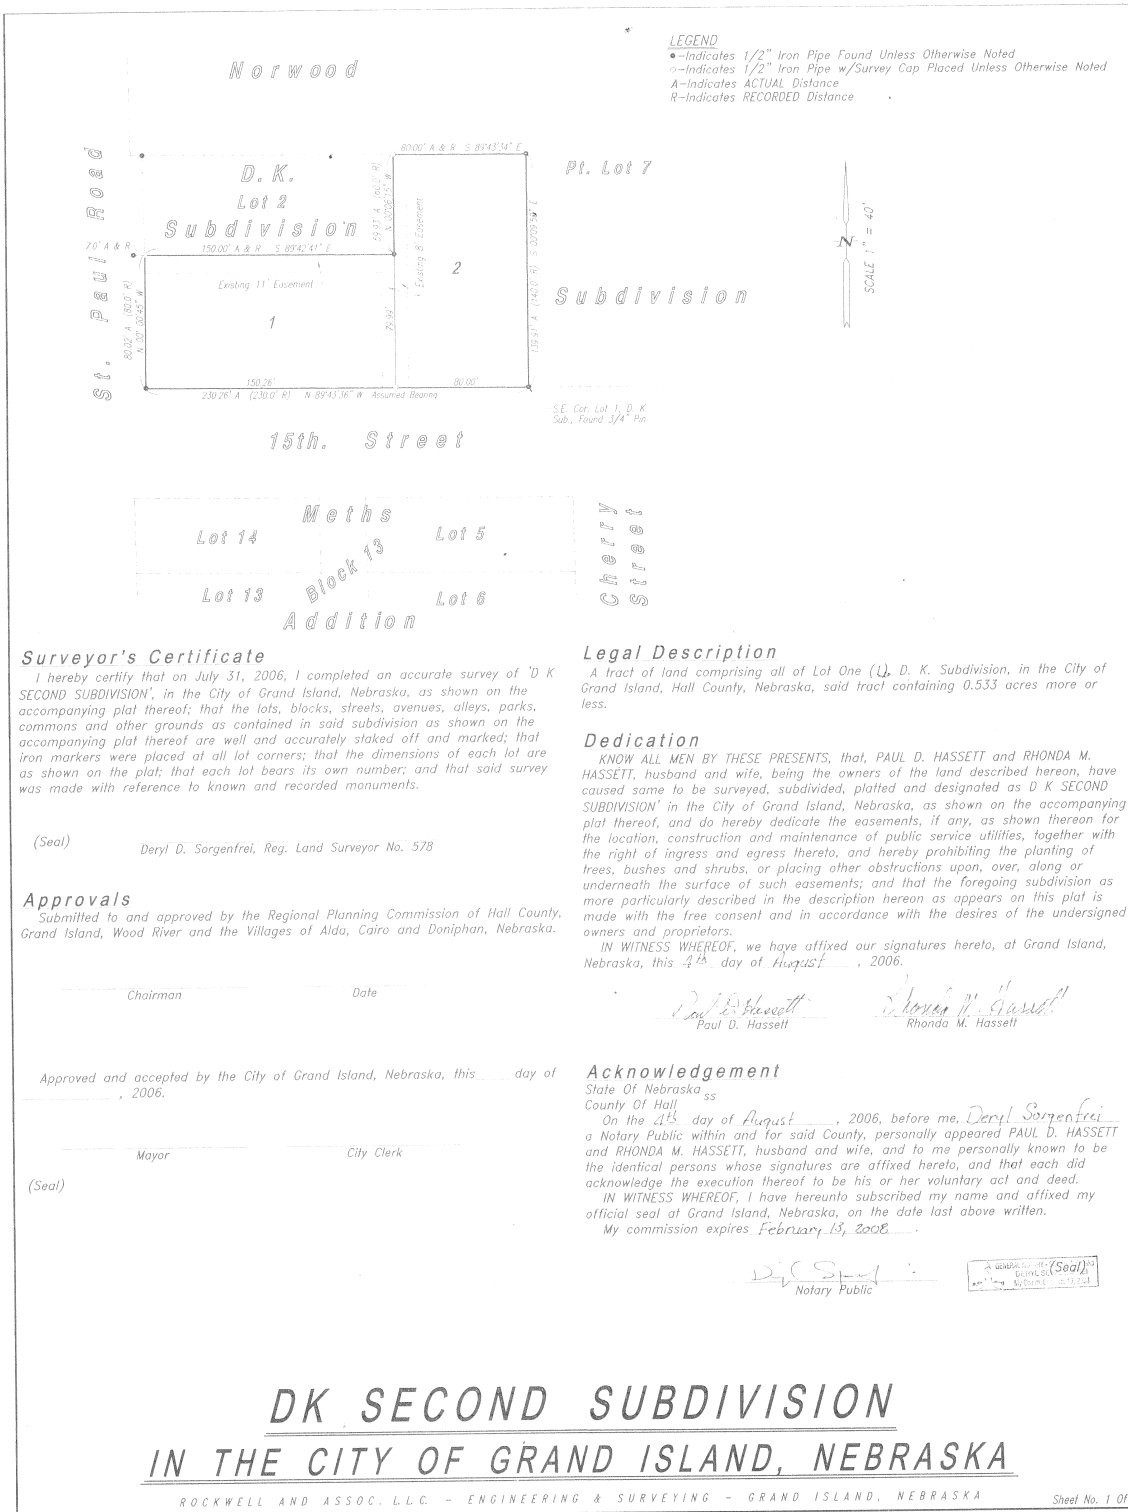 LEGEND
-Indicates 1/2" Iron Pipe Found Unless Otherwise Noted
-Indicates 1/2" Iron Pipe w/Survey Cap Placed Unless Otherwise Noted
A-Indicates ACTUAL Distance
R-Indicates RECORDED Distance
Norwood
St. Paul Road
D. K.
Lot 2
Subdivision
80.00' A & R S 89°43'34" E
Pt. Lot 7
Subdivision
N
SCALE 1" = 40'
7.0' A & R
150.00' A & R S 89°42'41" E
59.93' A (60.0' R)
N 00°06'15" W
Existing 8' Easement
Existing 11' Easement
1
2
80.02' A (80.0' R)
N 00°00'45" W
79.99'
139.91' A (140.0' R) S 00°09'59" E
150.26'
80.00'
230.26' A (230.0' R) N 89°43'36" W Assumed Bearing
S.E. Cor. Lot 1, D. K.
Sub., Found 3/4" Pin
15th. Street
Meths
Lot 14
Lot 5
Block 13
Lot 13
Lot 6
Addition
Cherry
Street
Surveyor's Certificate
I hereby certify that on July 31, 2006, I completed an accurate survey of 'D K
SECOND SUBDIVISION', in the City of Grand Island, Nebraska, as shown on the
accompanying plat thereof; that the lots, blocks, streets, avenues, alleys, parks,
commons and other grounds as contained in said subdivision as shown on the
accompanying plat thereof are well and accurately staked off and marked; that
iron markers were placed at all lot corners; that the dimensions of each lot are
as shown on the plat; that each lot bears its own number; and that said survey
was made with reference to known and recorded monuments.
(Seal)
Deryl D. Sorgenfrei, Reg. Land Surveyor No. 578
Approvals
Submitted to and approved by the Regional Planning Commission of Hall County,
Grand Island, Wood River and the Villages of Alda, Cairo and Doniphan, Nebraska.
Chairman Date
Approved and accepted by the City of Grand Island, Nebraska, this day of
, 2006.
Mayor City Clerk
(Seal)
Legal Description
A tract of land comprising all of Lot One (1), D. K. Subdivision, in the City of
Grand Island, Hall County, Nebraska, said tract containing 0.533 acres more or
less.
Dedication
KNOW ALL MEN BY THESE PRESENTS, that, PAUL D. HASSETT and RHONDA M.
HASSETT, husband and wife, being the owners of the land described hereon, have
caused same to be surveyed, subdivided, platted and designated as D K SECOND
SUBDIVISION' in the City of Grand Island, Nebraska, as shown on the accompanying
plat thereof, and do hereby dedicate the easements, if any, as shown thereon for
the location, construction and maintenance of public service utilities, together with
the right of ingress and egress thereto, and hereby prohibiting the planting of
trees, bushes and shrubs, or placing other obstructions upon, over, along or
underneath the surface of such easements; and that the foregoing subdivision as
more particularly described in the description hereon as appears on this plat is
made with the free consent and in accordance with the desires of the undersigned
owners and proprietors.
IN WITNESS WHEREOF, we have affixed our signatures hereto, at Grand Island,
Nebraska, this 4th day of August , 2006.
Paul D Hassett Rhonda M. Hassett
Paul D. Hassett Rhonda M. Hassett
Acknowledgement
State Of Nebraska
ss
County Of Hall
On the 4th day of August , 2006, before me, Deryl Sorgenfrei
a Notary Public within and for said County, personally appeared PAUL D. HASSETT
and RHONDA M. HASSETT, husband and wife, and to me personally known to be
the identical persons whose signatures are affixed hereto, and that each did
acknowledge the execution thereof to be his or her voluntary act and deed.
IN WITNESS WHEREOF, I have hereunto subscribed my name and affixed my
official seal at Grand Island, Nebraska, on the date last above written.
My commission expires February 13, 2008 .
Notary Public
(Seal)
DK SECOND SUBDIVISION
IN THE CITY OF GRAND ISLAND, NEBRASKA
ROCKWELL AND ASSOC. L.L.C. - ENGINEERING & SURVEYING - GRAND ISLAND, NEBRASKA
Sheet No. 1 Of